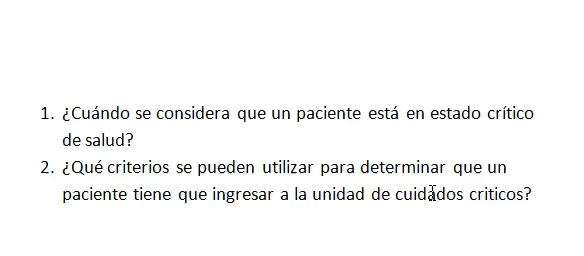 1. ¿Cuándo se considera que un paciente está en estado crítico
de salud?
2. ¿Qué criterios se pueden utilizar para determinar que un
paciente tiene que ingresar a la unidad de cuidados criticos?